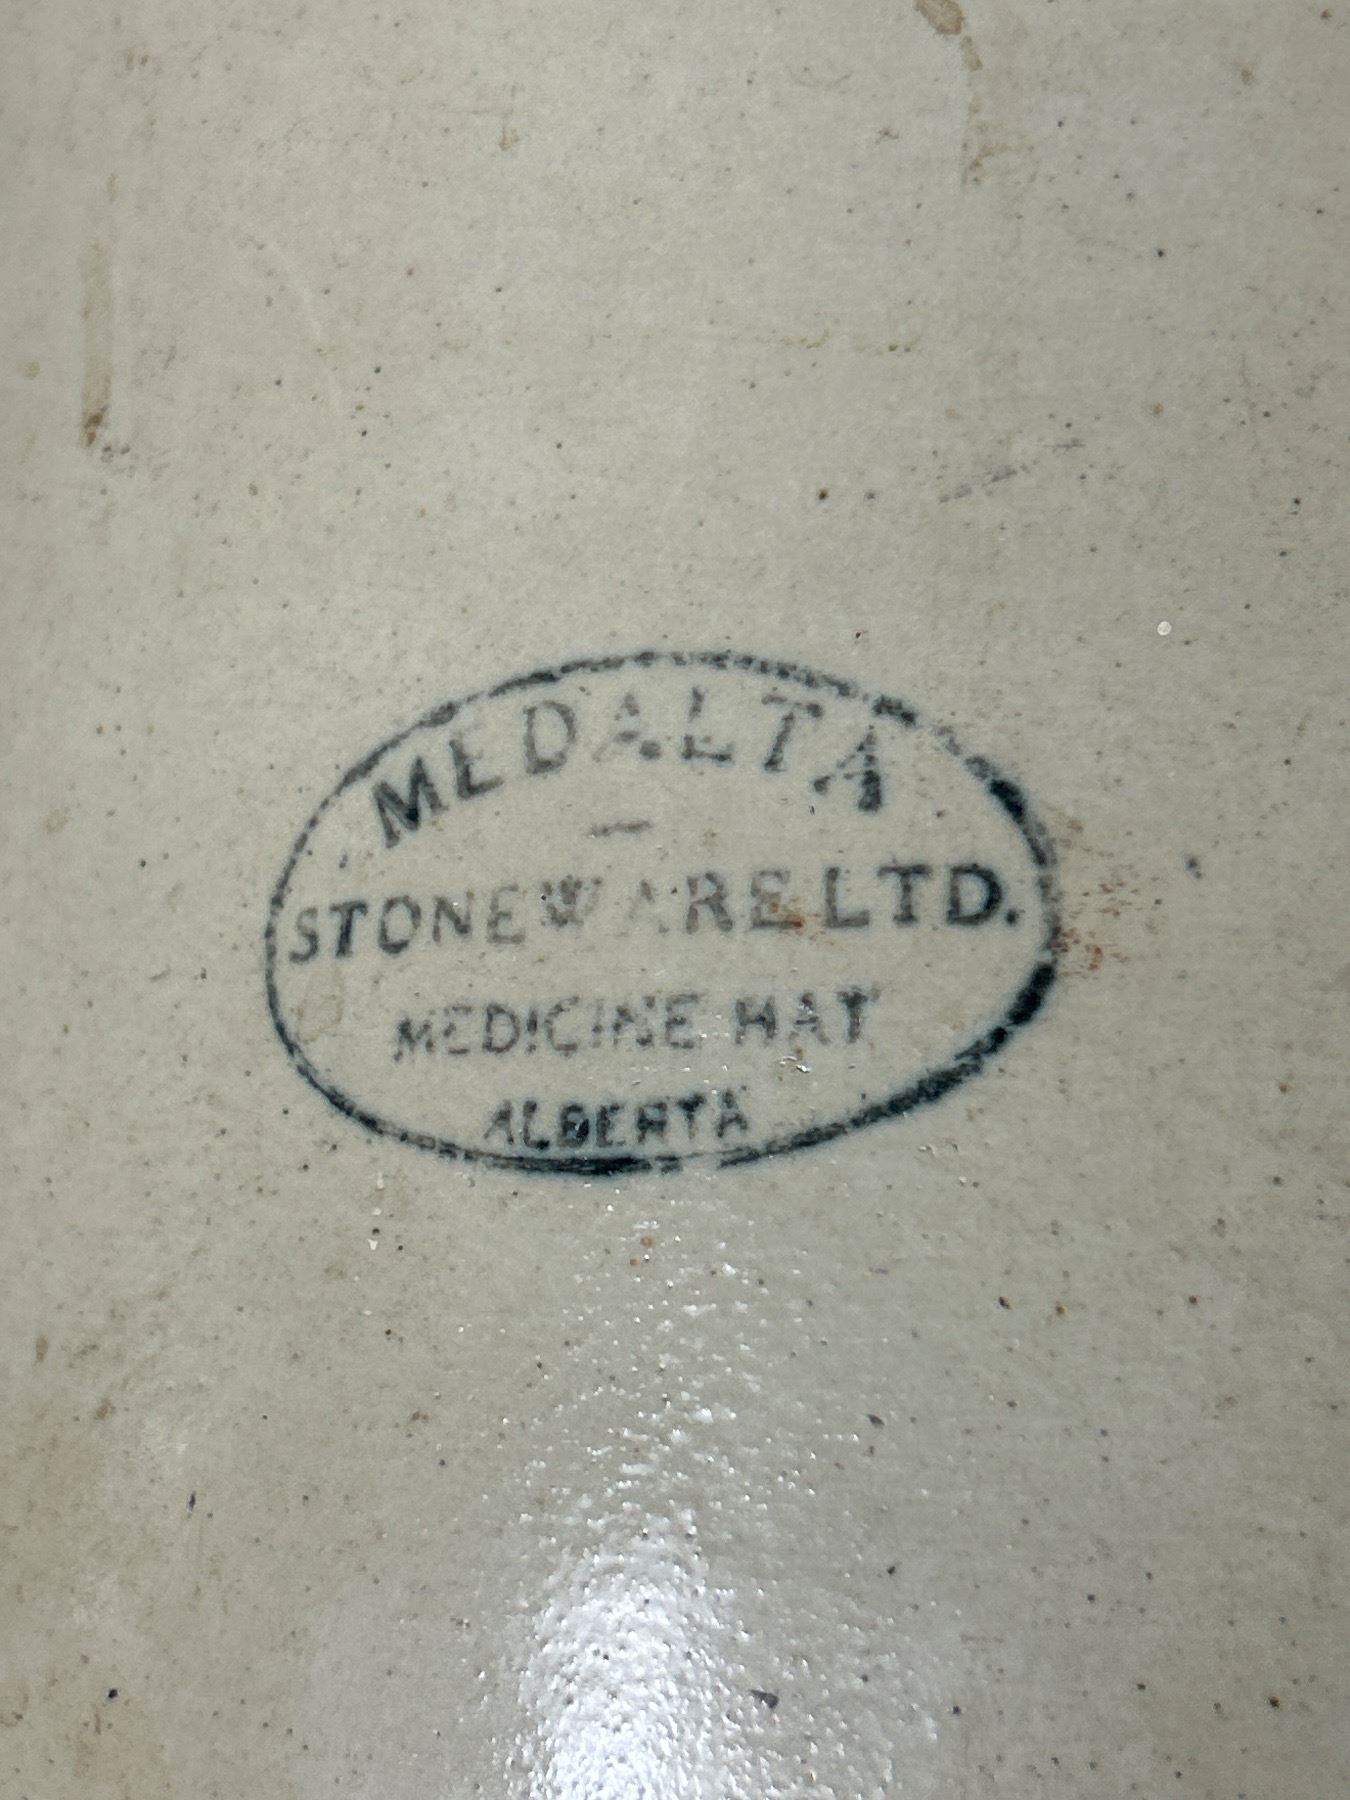 MEDALTA
STONEWARE LTD.
MEDICINE HAT
ALBERTA